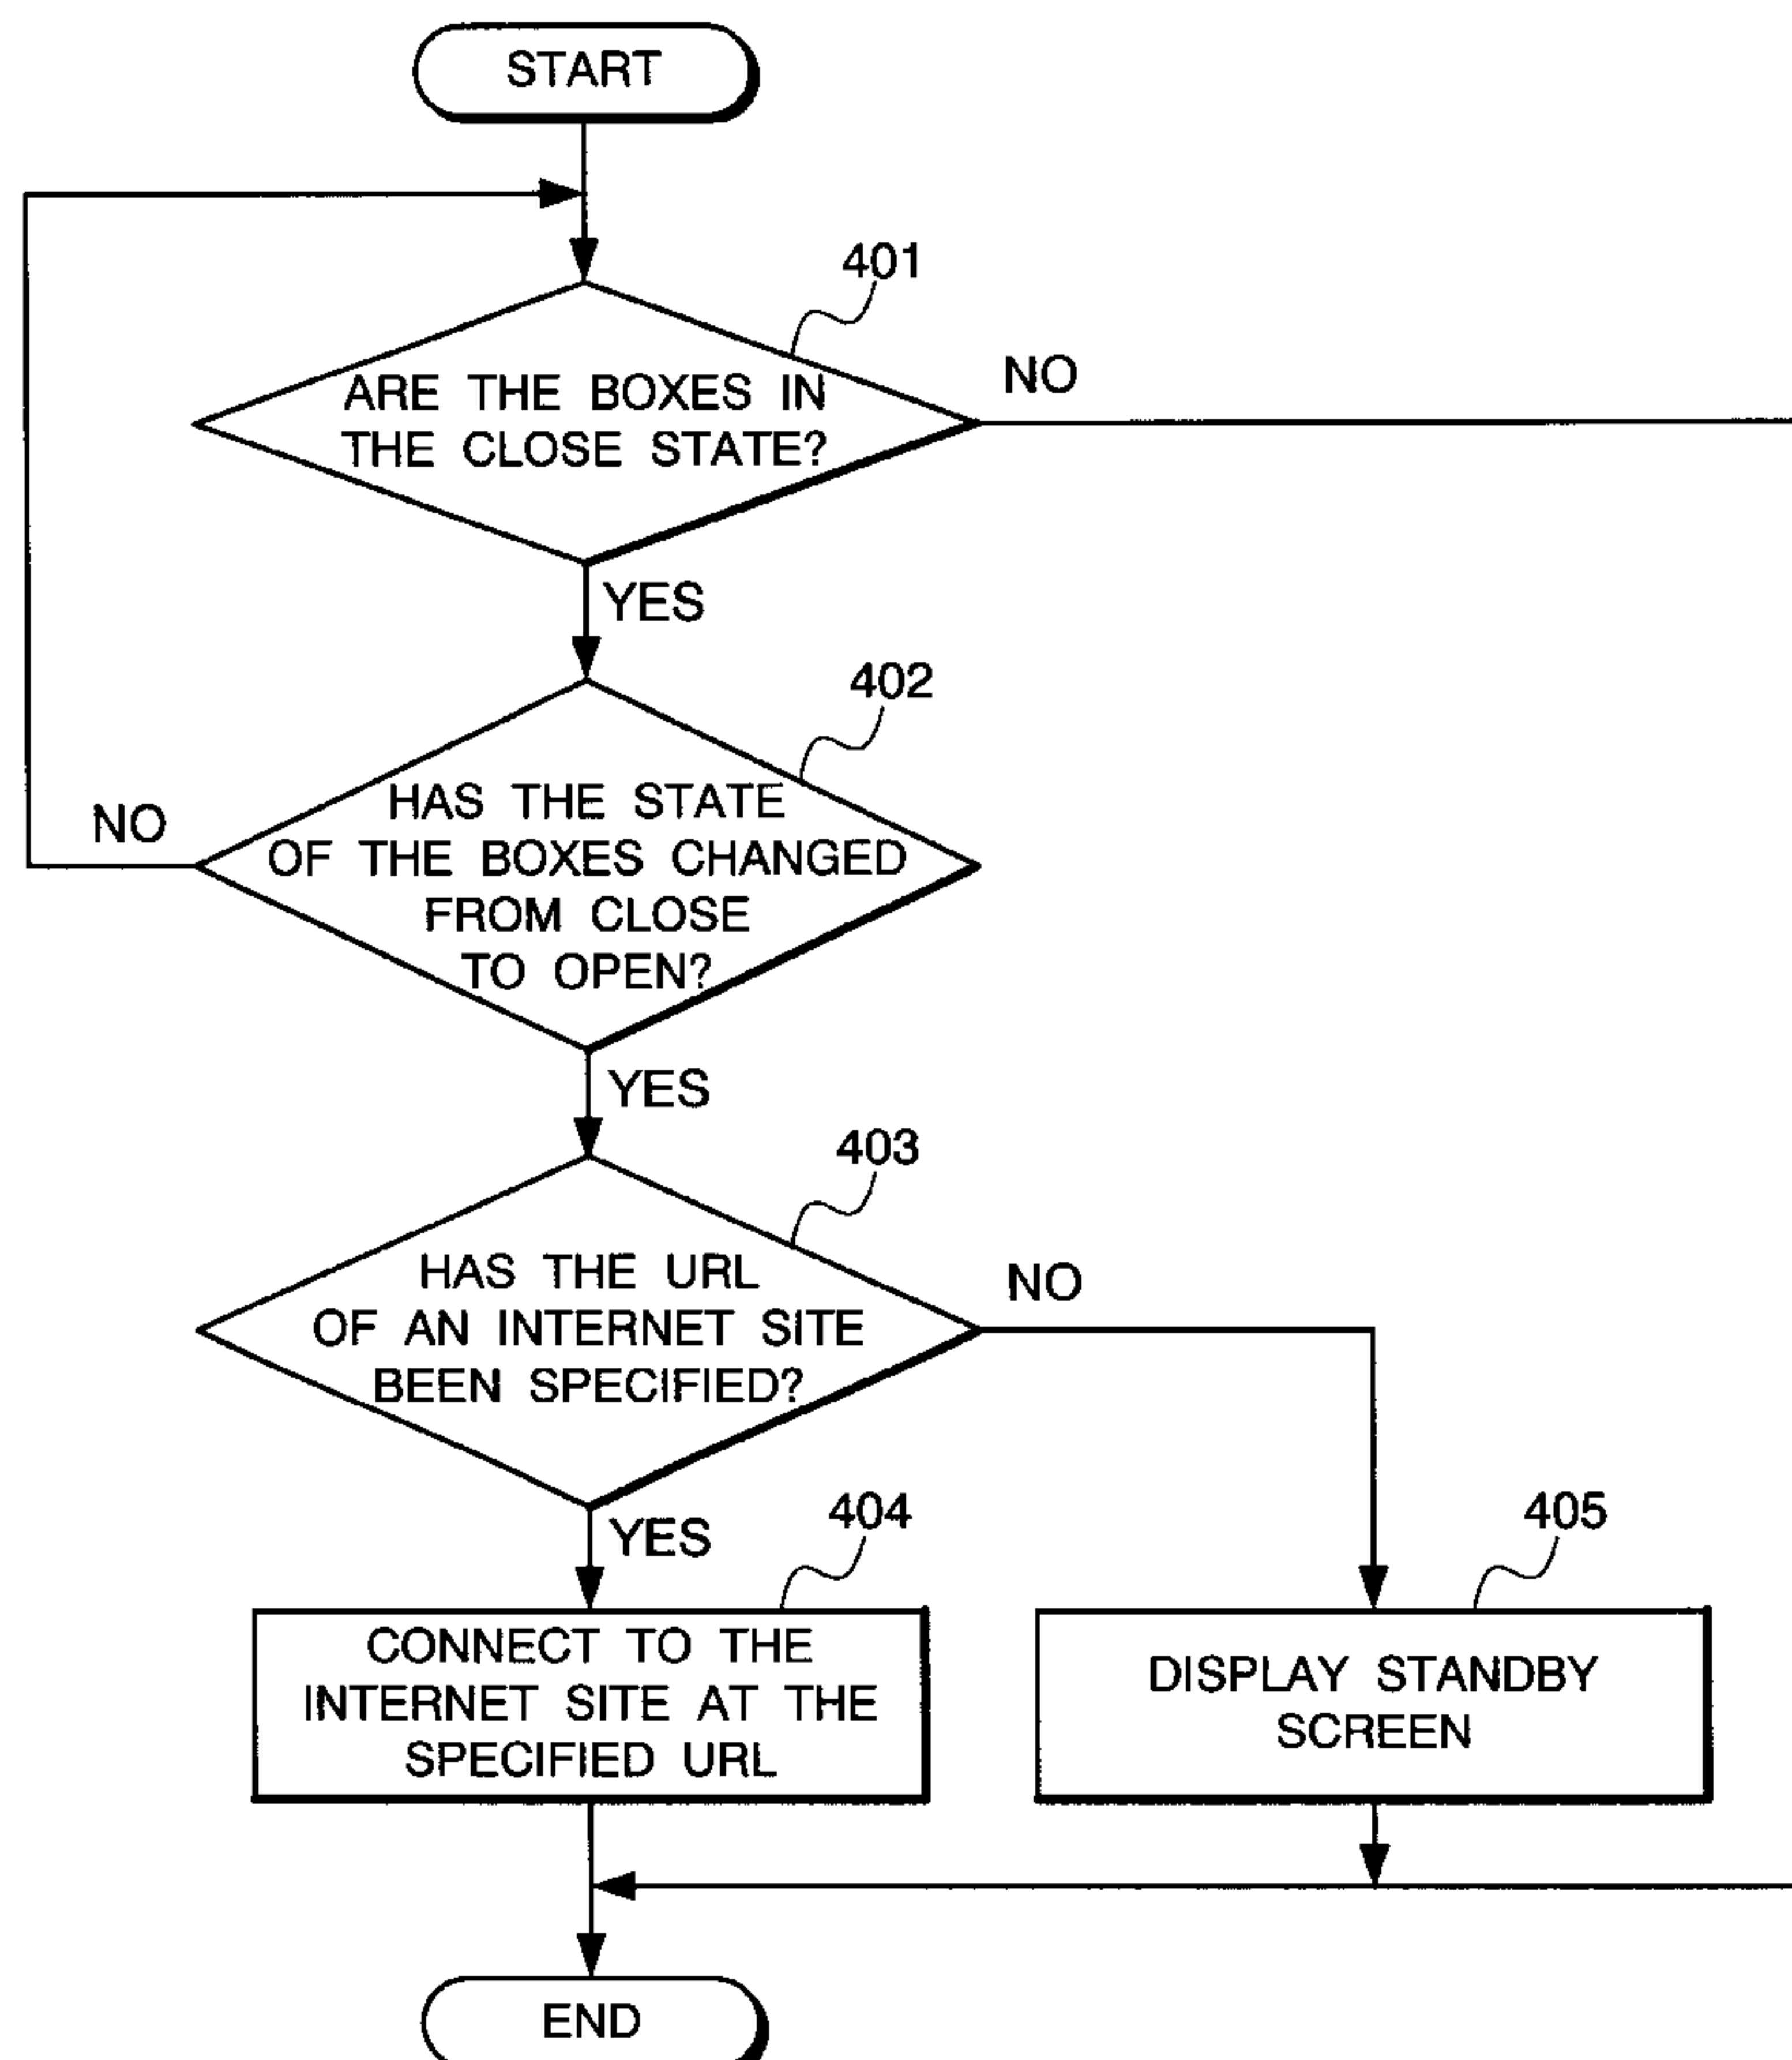 START
401
ARE THE BOXES IN
THE CLOSE STATE?
NO
YES
402
HAS THE STATE
OF THE BOXES CHANGED
FROM CLOSE
TO OPEN?
NO
YES
403
HAS THE URL
OF AN INTERNET SITE
BEEN SPECIFIED?
NO
YES
404
CONNECT TO THE
INTERNET SITE AT THE
SPECIFIED URL
405
DISPLAY STANDBY
SCREEN
END